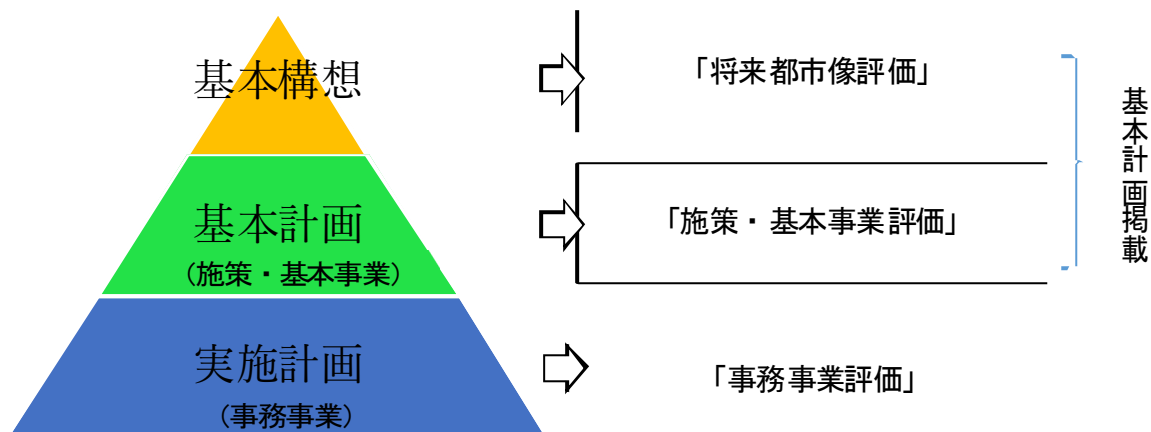 基本構想
「将来都市像評価」
基本計画
(施策・基本事業)
「施策・基本事業評価」
実施計画
(事務事業)
「事務事業評価」
基本計画掲載